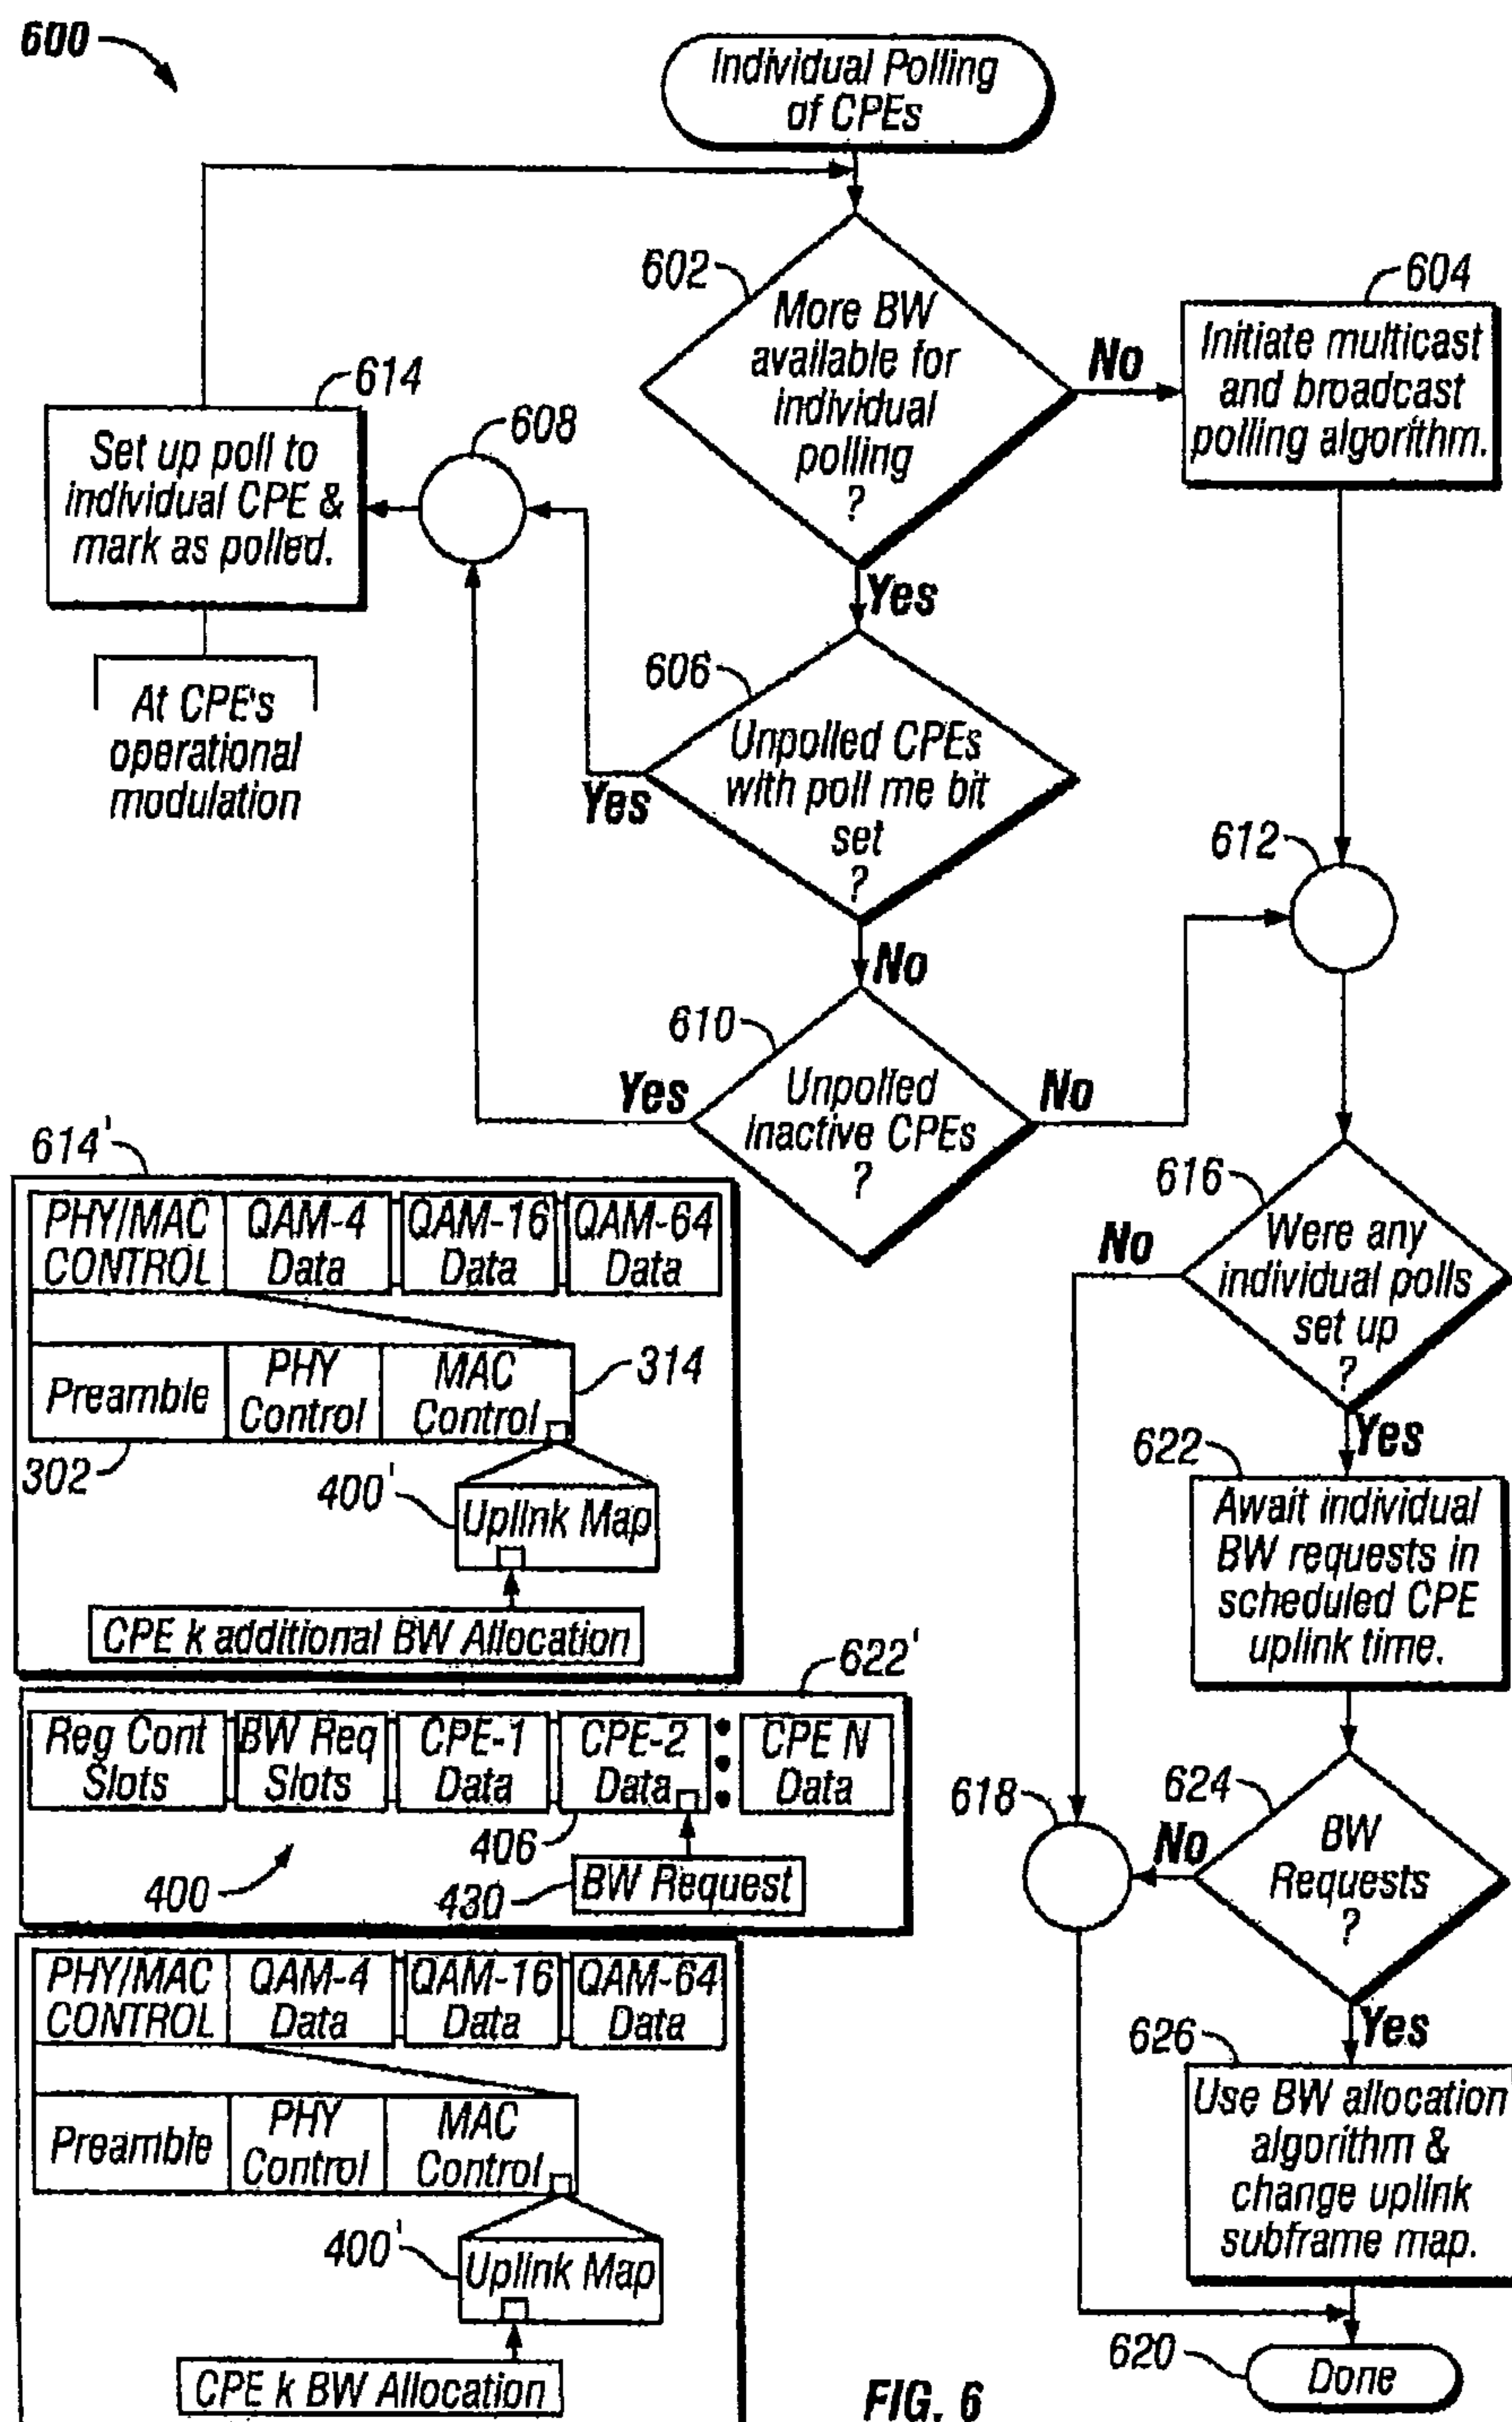 600
Individual Polling
of CPEs
602
More BW
available for
individual
polling
?
No
604
Initiate multicast
and broadcast
polling algorithm.
614
Set up poll to
individual CPE &
mark as polled.
608
Yes
At CPE's
operational
modulation
606
Unpolled CPEs
with poll me bit
set
?
Yes
No
612
610
Unpolled
inactive CPEs
?
Yes
No
616
Were any
individual polls
set up
?
No
Yes
622
Await individual
BW requests in
scheduled CPE
uplink time.
624
BW
Requests
?
No
618
Yes
626
Use BW allocation
algorithm &
change uplink
subframe map.
620
Done
614'
PHY/MAC
CONTROL
QAM-4
Data
QAM-16
Data
QAM-64
Data
Preamble
PHY
Control
MAC
Control
314
302
400'
Uplink Map
CPE k additional BW Allocation
622'
Reg Cont
Slots
BW Req
Slots
CPE-1
Data
CPE-2
Data
CPE N
Data
406
400
430
BW Request
PHY/MAC
CONTROL
QAM-4
Data
QAM-16
Data
QAM-64
Data
Preamble
PHY
Control
MAC
Control
400'
Uplink Map
CPE k BW Allocation
FIG. 6